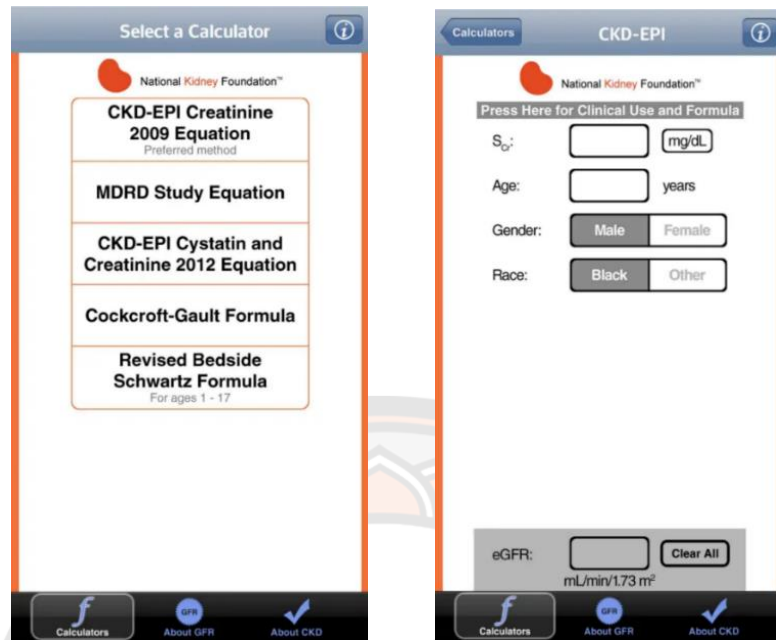 Select a Calculator
National Kidney Foundation™
CKD-EPI Creatinine
2009 Equation
Preferred method
MDRD Study Equation
CKD-EPI Cystatin and
Creatinine 2012 Equation
Cockcroft-Gault Formula
Revised Bedside
Schwartz Formula
For ages 1 - 17
f
Calculators
GFR
About GFR
About CKD
Calculators
CKD-EPI
National Kidney Foundation™
Press Here for Clinical Use and Formula
SCr: mg/dL
Age: years
Gender: Male Female
Race: Black Other
eGFR: Clear All
mL/min/1.73 m²
f
Calculators
GFR
About GFR
About CKD